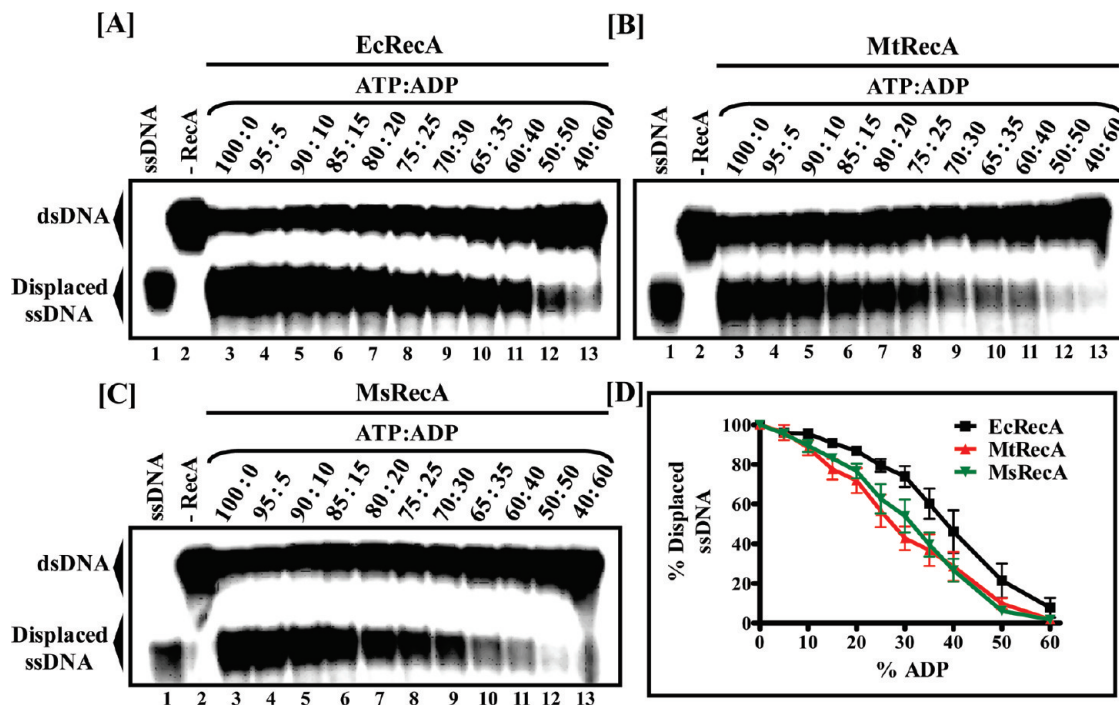 [A]
EcRecA
ATP:ADP
ssDNA
- RecA
100 : 0
95 : 5
90 : 10
85 : 15
80 : 20
75 : 25
70 : 30
65 : 35
60 : 40
50 : 50
40 : 60
dsDNA
Displaced
ssDNA
1 2 3 4 5 6 7 8 9 10 11 12 13
[B]
MtRecA
ATP:ADP
ssDNA
- RecA
100 : 0
95 : 5
90 : 10
85 : 15
80 : 20
75 : 25
70 : 30
65 : 35
60 : 40
50 : 50
40 : 60
1 2 3 4 5 6 7 8 9 10 11 12 13
[C]
MsRecA
ATP:ADP
ssDNA
- RecA
100 : 0
95 : 5
90 : 10
85 : 15
80 : 20
75 : 25
70 : 30
65 : 35
60 : 40
50 : 50
40 : 60
dsDNA
Displaced
ssDNA
1 2 3 4 5 6 7 8 9 10 11 12 13
[D]
% Displaced
ssDNA
100
80
60
40
20
0
EcRecA
MtRecA
MsRecA
0 10 20 30 40 50 60
% ADP